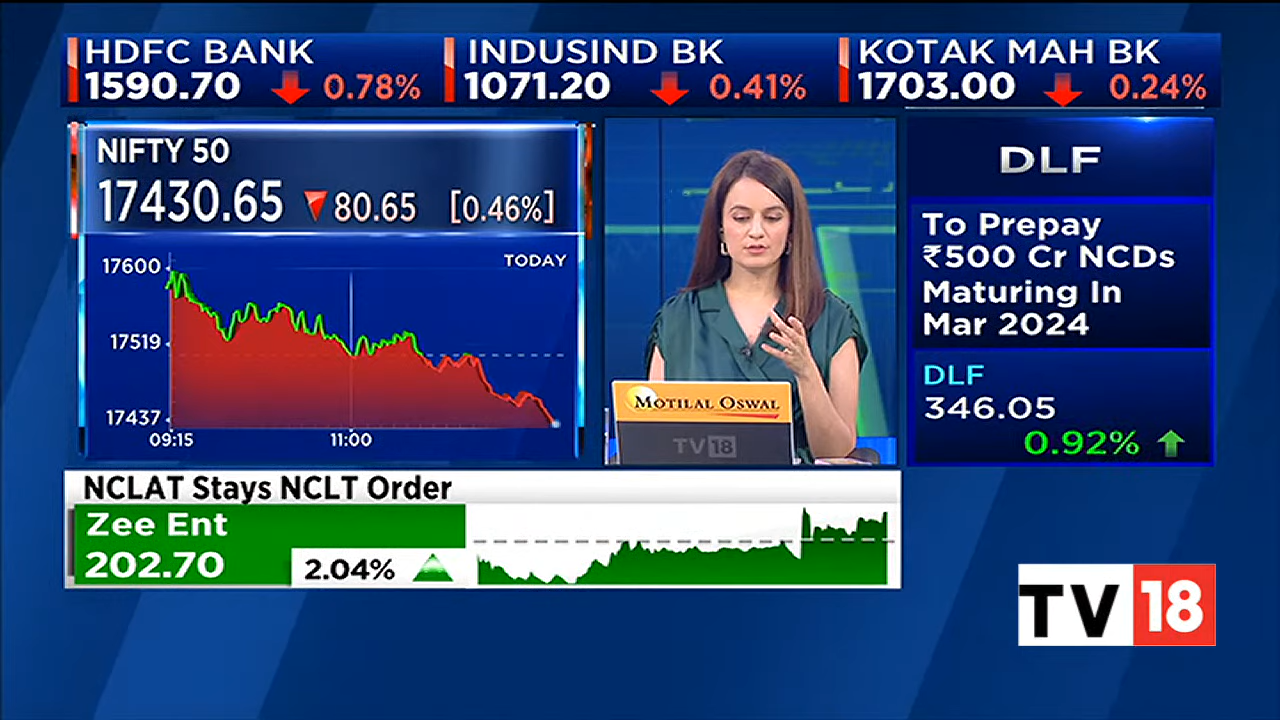 HDFC BANK
1590.70 0.78%
INDUSIND BK
1071.20 0.41%
KOTAK MAH BK
1703.00 0.24%
NIFTY 50
17430.65 80.65 [0.46%]
TODAY
17600
17519
17437
09:15 11:00
MOTILAL OSWAL
TV18
DLF
To Prepay
₹500 Cr NCDs
Maturing In
Mar 2024
DLF
346.05
0.92%
NCLAT Stays NCLT Order
Zee Ent
202.70 2.04%
TV18